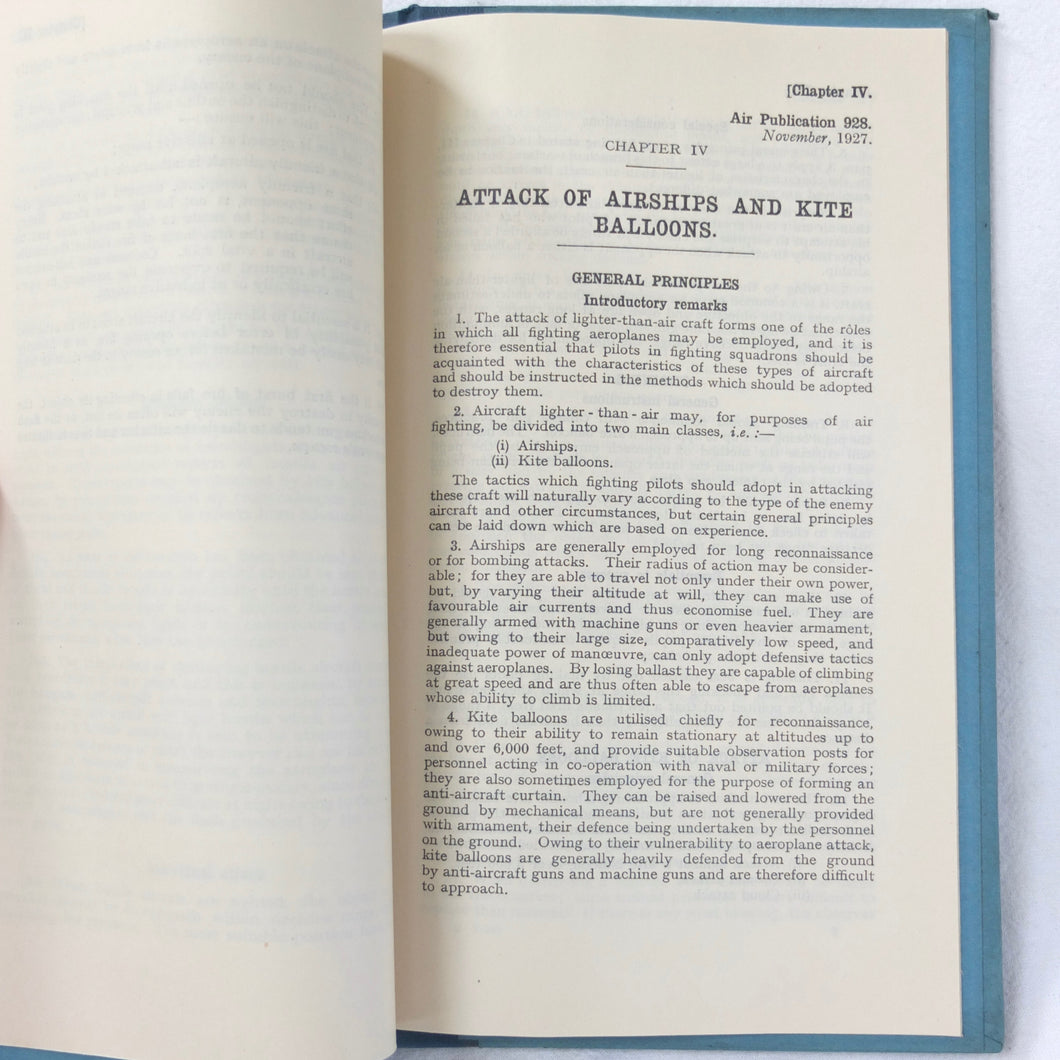 [Chapter IV.
Air Publication 928.
November, 1927.
CHAPTER IV
ATTACK OF AIRSHIPS AND KITE
BALLOONS.
GENERAL PRINCIPLES
Introductory remarks
1. The attack of lighter-than-air craft forms one of the rôles
in which all fighting aeroplanes may be employed, and it is
therefore essential that pilots in fighting squadrons should be
acquainted with the characteristics of these types of aircraft
and should be instructed in the methods which should be adopted
to destroy them.
2. Aircraft lighter-than-air may, for purposes of air
fighting, be divided into two main classes, i.e. :—
(i) Airships.
(ii) Kite balloons.
The tactics which fighting pilots should adopt in attacking
these craft will naturally vary according to the type of the enemy
aircraft and other circumstances, but certain general principles
can be laid down which are based on experience.
3. Airships are generally employed for long reconnaissance
or for bombing attacks. Their radius of action may be consider-
able; for they are able to travel not only under their own power,
but, by varying their altitude at will, they can make use of
favourable air currents and thus economise fuel. They are
generally armed with machine guns or even heavier armament,
but owing to their large size, comparatively low speed, and
inadequate power of manœuvre, can only adopt defensive tactics
against aeroplanes. By losing ballast they are capable of climbing
at great speed and are thus often able to escape from aeroplanes
whose ability to climb is limited.
4. Kite balloons are utilised chiefly for reconnaissance,
owing to their ability to remain stationary at altitudes up to
and over 6,000 feet, and provide suitable observation posts for
personnel acting in co-operation with naval or military forces;
they are also sometimes employed for the purpose of forming an
anti-aircraft curtain. They can be raised and lowered from the
ground by mechanical means, but are not generally provided
with armament, their defence being undertaken by the personnel
on the ground. Owing to their vulnerability to aeroplane attack,
kite balloons are generally heavily defended from the ground
by anti-aircraft guns and machine guns and are therefore difficult
to approach.